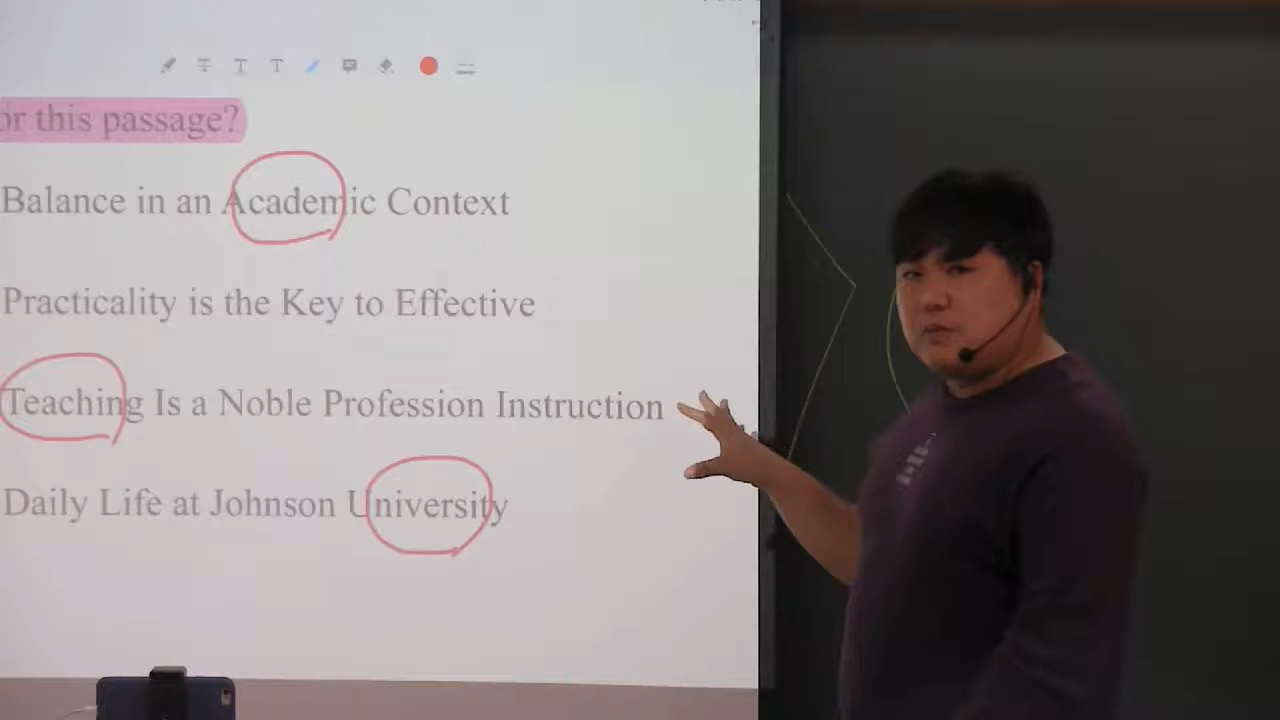 or this passage?
Balance in an Academic Context
Practicality is the Key to Effective
Teaching Is a Noble Profession Instruction
Daily Life at Johnson University